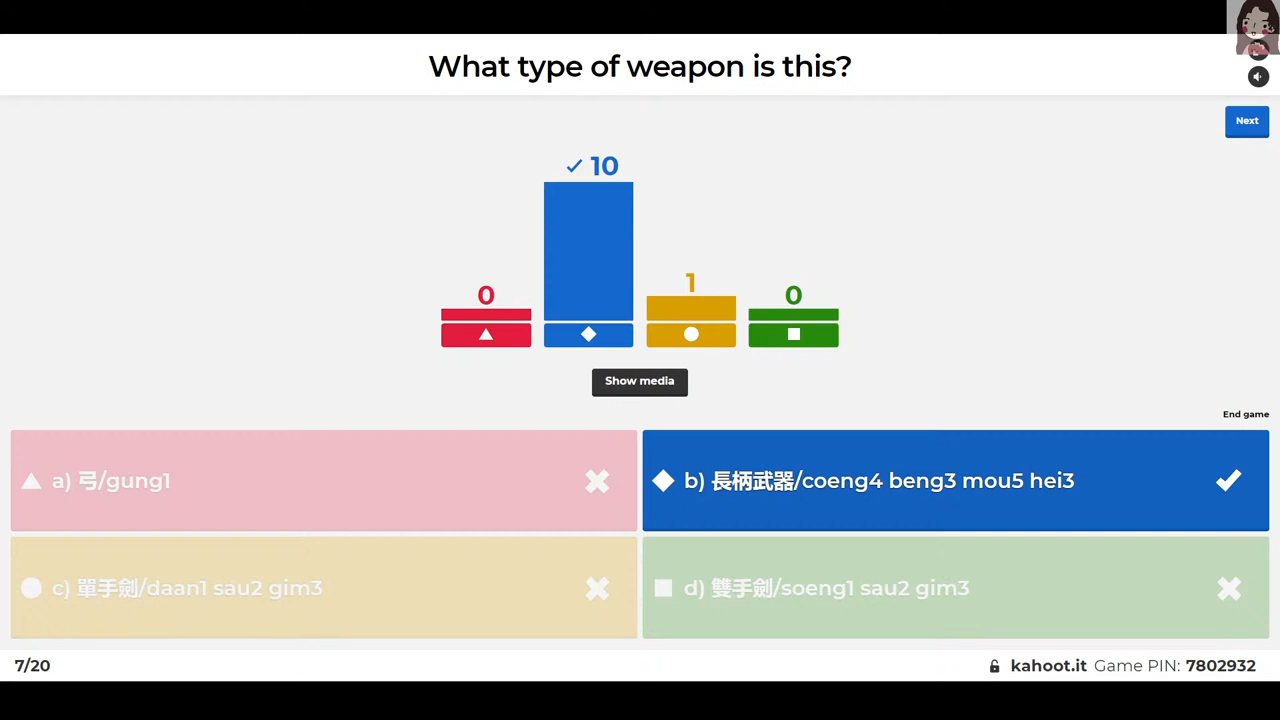 What type of weapon is this?
Next
10
0
1
0
Show media
End game
a) 弓/gung1
b) 長柄武器/coeng4 beng3 mou5 hei3
c) 單手劍/daan1 sau2 gim3
d) 雙手劍/soeng1 sau2 gim3
7/20
kahoot.it Game PIN: 7802932